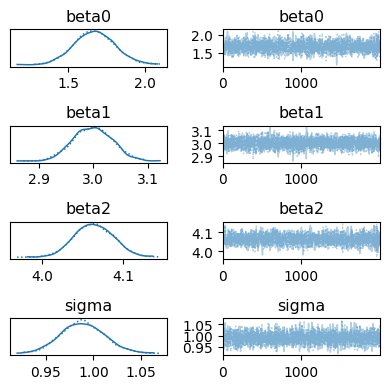 beta0 beta0
2.0
1.5
1.5 2.0 0 1000
beta1 beta1
3.1
3.0
2.9
2.9 3.0 3.1 0 1000
beta2 beta2
4.1
4.0
4.0 4.1 0 1000
sigma sigma
1.05
1.00
0.95
0.95 1.00 1.05 0 1000